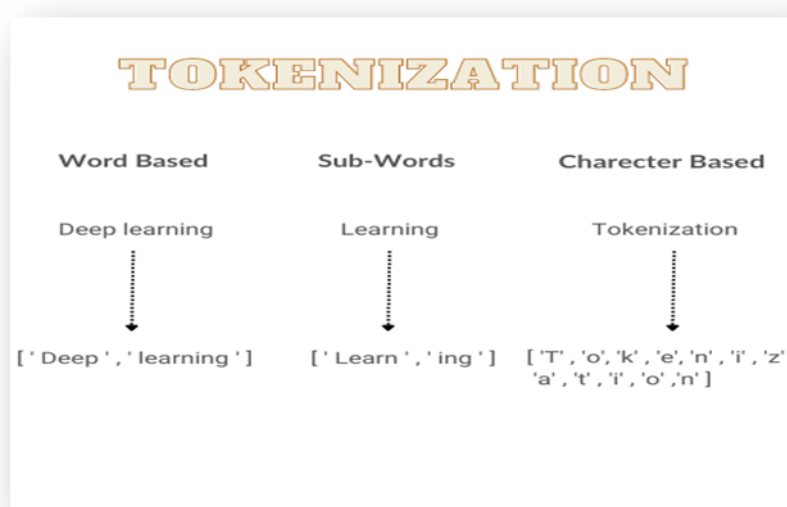 TOKENIZATION
Word Based
Sub-Words
Charecter Based
Deep learning
Learning
Tokenization
[ ' Deep ' , ' learning ' ]
[ ' Learn ' , ' ing ' ]
[ 'T' , 'o', 'k' , 'e', 'n' , 'i' , 'z'
'a' , 't' , 'i' , 'o' ,'n' ]